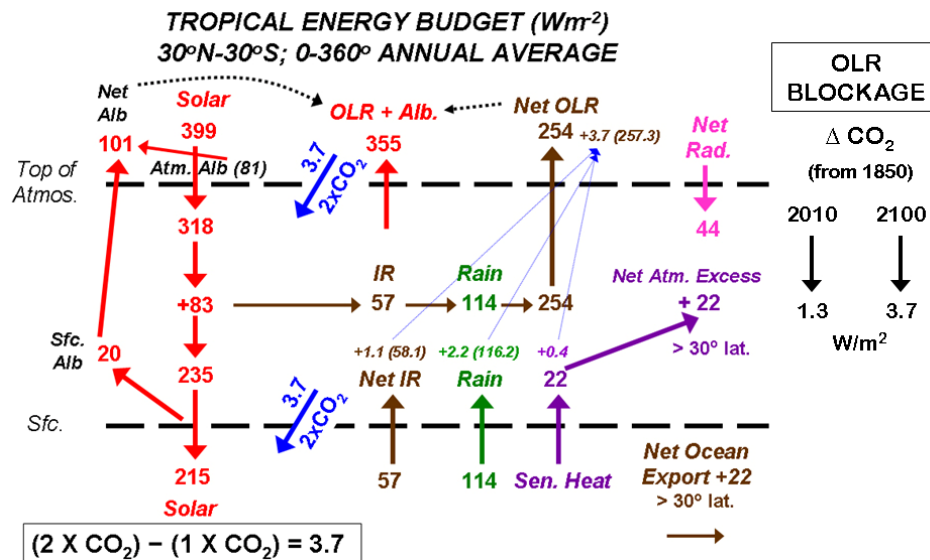 TROPICAL ENERGY BUDGET (Wm-2)
30oN-30oS; 0-360o ANNUAL AVERAGE
OLR
BLOCKAGE
Δ CO2
(from 1850)
2010 2100
1.3 3.7
W/m2
Net
Alb
101
Solar
399
Atm. Alb (81)
OLR + Alb.
355
Net OLR
254 +3.7 (257.3)
Net
Rad.
44
Top of
Atmos.
3.7
2xCO2
318
+83
IR
57
Rain
114
254
Net Atm. Excess
+ 22
> 30o lat.
Sfc.
Alb
20
235
+1.1 (58.1)
Net IR
+2.2 (116.2)
Rain
+0.4
22
Sfc.
3.7
2xCO2
215
Solar
57
114
Sen. Heat
Net Ocean
Export +22
> 30o lat.
(2 X CO2) – (1 X CO2) = 3.7